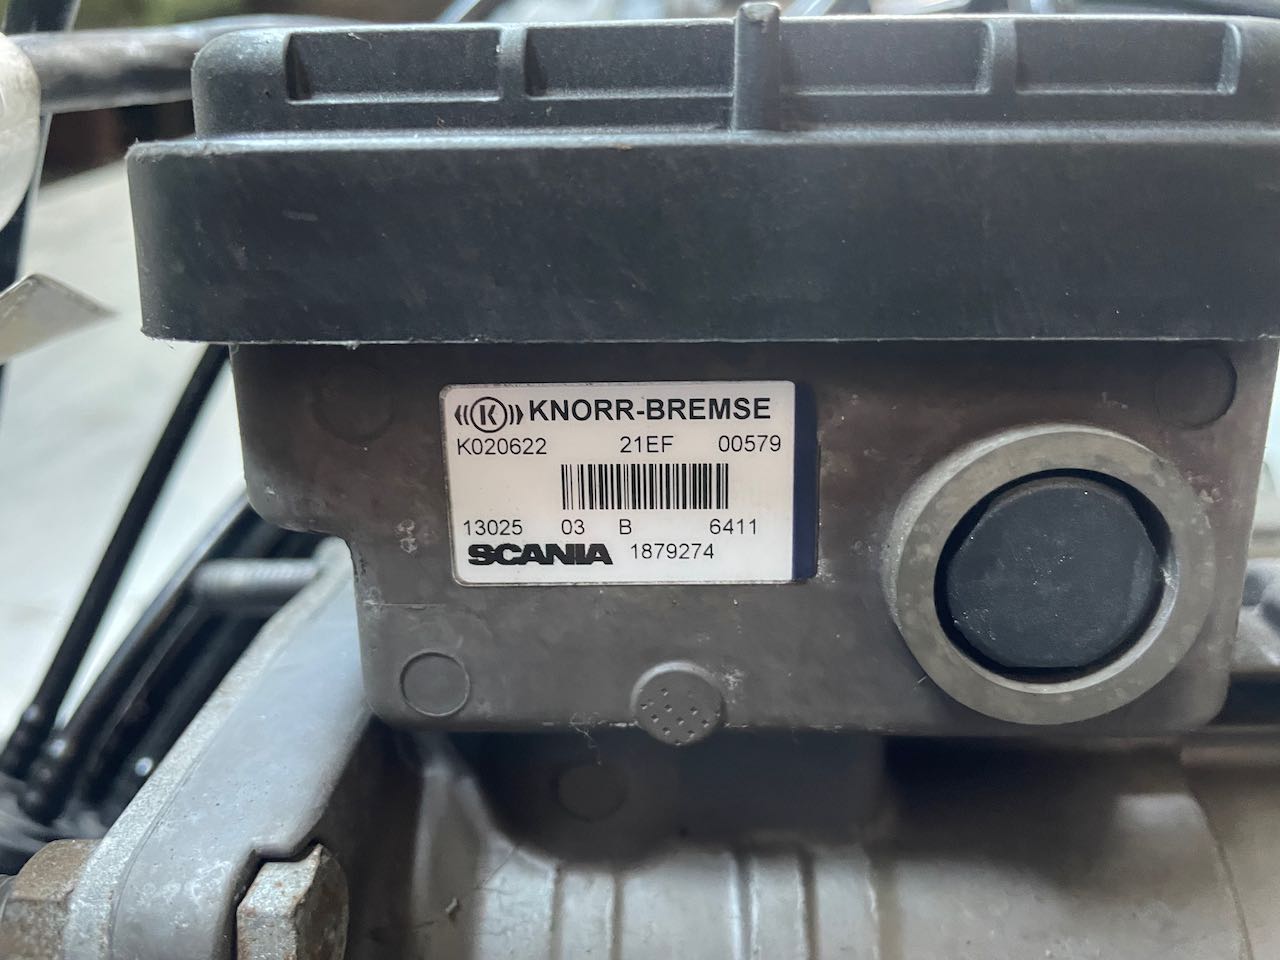 K KNORR-BREMSE
K020622 21EF 00579
13025 03 B 6411
SCANIA 1879274